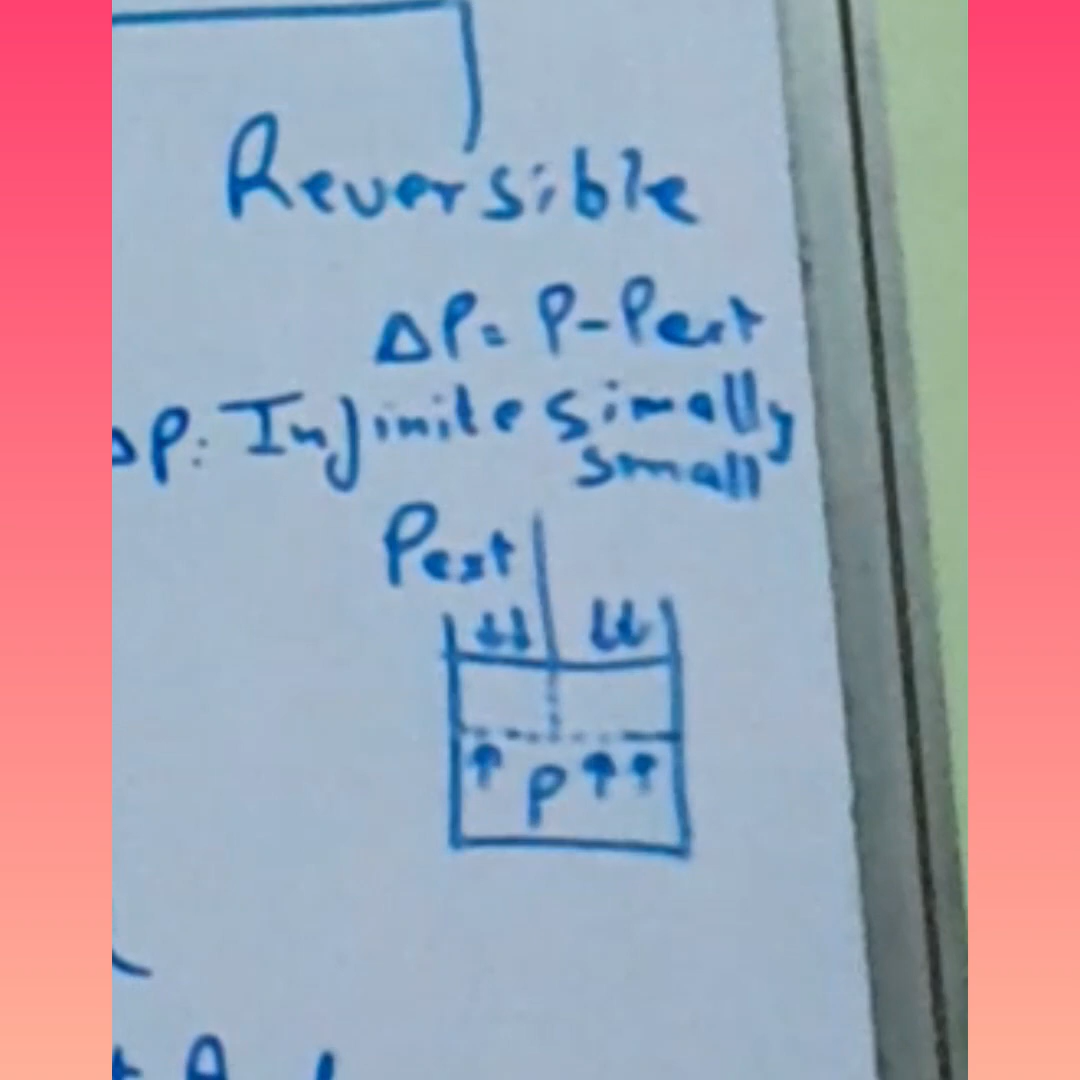 Reversible
ΔP = P - Pext
ΔP: Infinitesimally
small
Pext
P